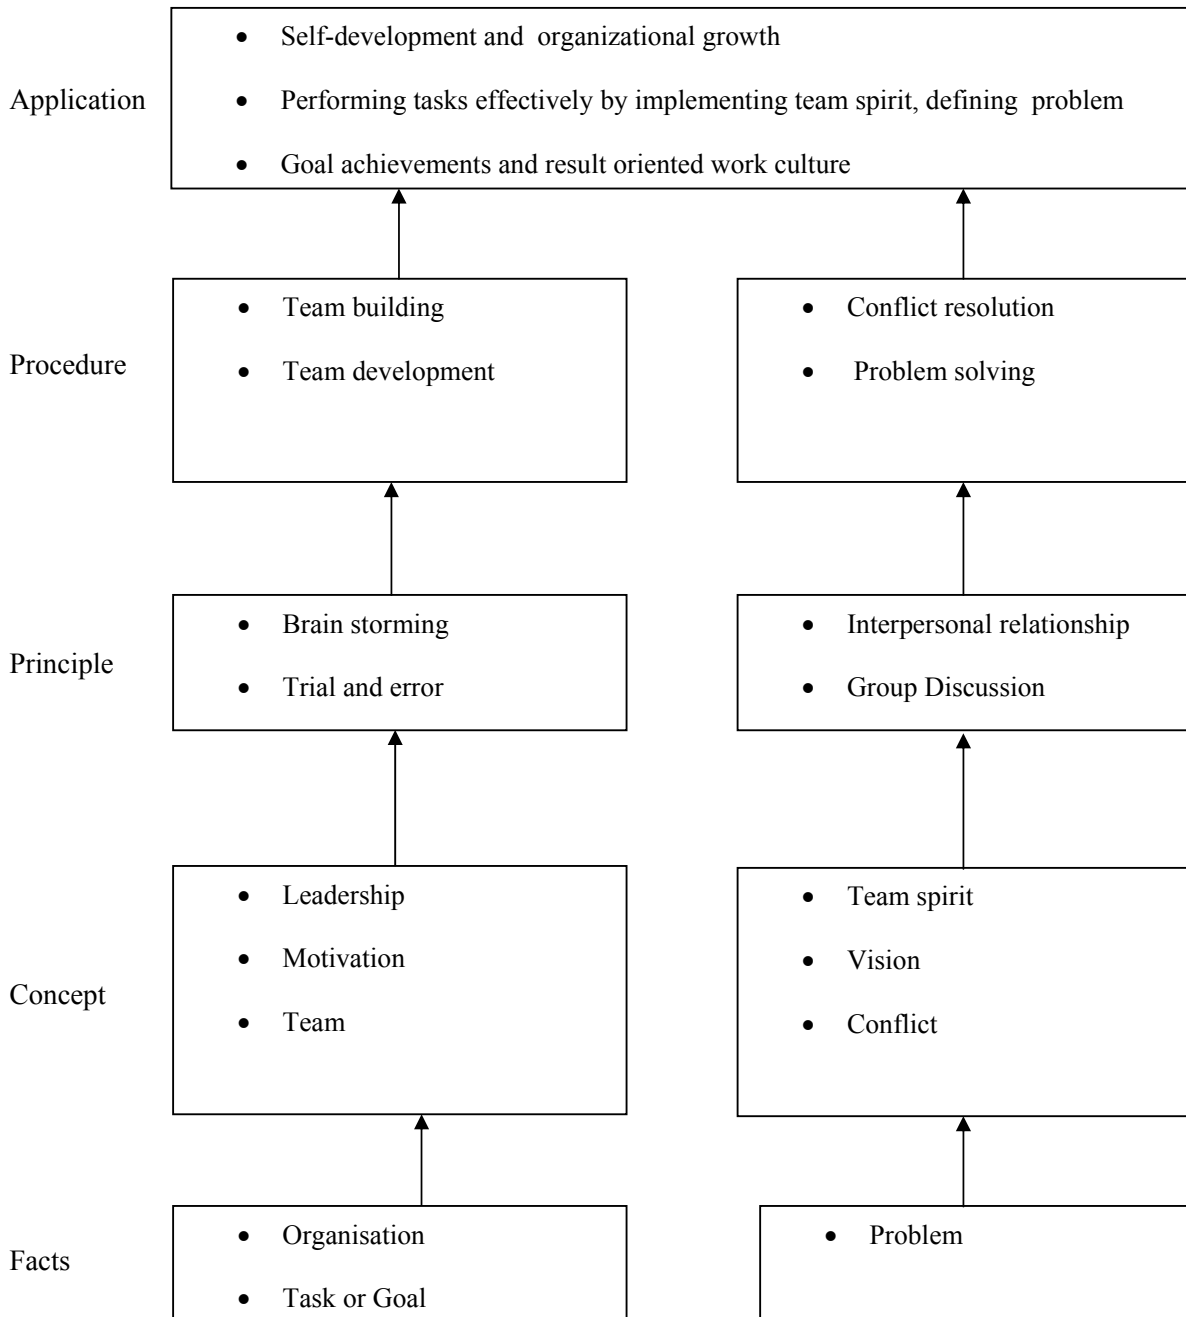 • Self-development and  organizational growth
Application
• Performing tasks effectively by implementing team spirit, defining  problem
• Goal achievements and result oriented work culture
Procedure
• Team building
• Team development
• Conflict resolution
• Problem solving
Principle
• Brain storming
• Trial and error
• Interpersonal relationship
• Group Discussion
Concept
• Leadership
• Motivation
• Team
• Team spirit
• Vision
• Conflict
Facts
• Organisation
• Task or Goal
• Problem